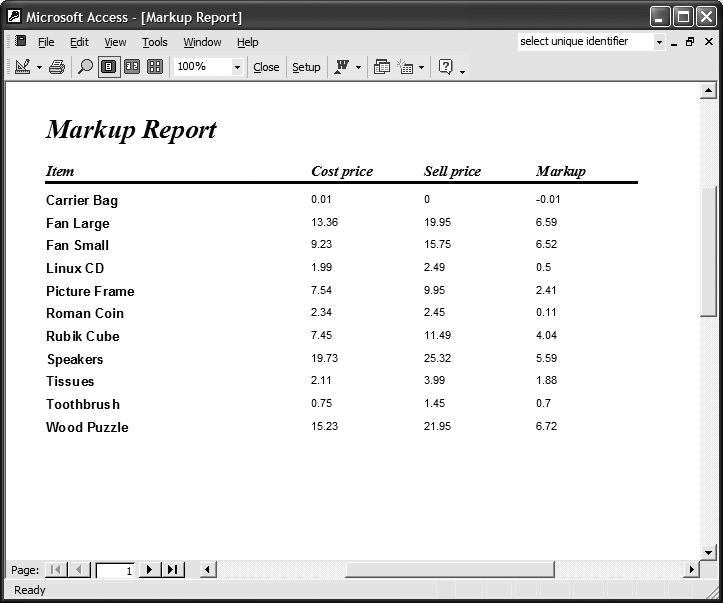 Microsoft Access - [Markup Report]
File Edit View Tools Window Help select unique identifier
100% Close Setup
Markup Report
Item Cost price Sell price Markup
Carrier Bag 0.01 0 -0.01
Fan Large 13.36 19.95 6.59
Fan Small 9.23 15.75 6.52
Linux CD 1.99 2.49 0.5
Picture Frame 7.54 9.95 2.41
Roman Coin 2.34 2.45 0.11
Rubik Cube 7.45 11.49 4.04
Speakers 19.73 25.32 5.59
Tissues 2.11 3.99 1.88
Toothbrush 0.75 1.45 0.7
Wood Puzzle 15.23 21.95 6.72
Page: 1
Ready